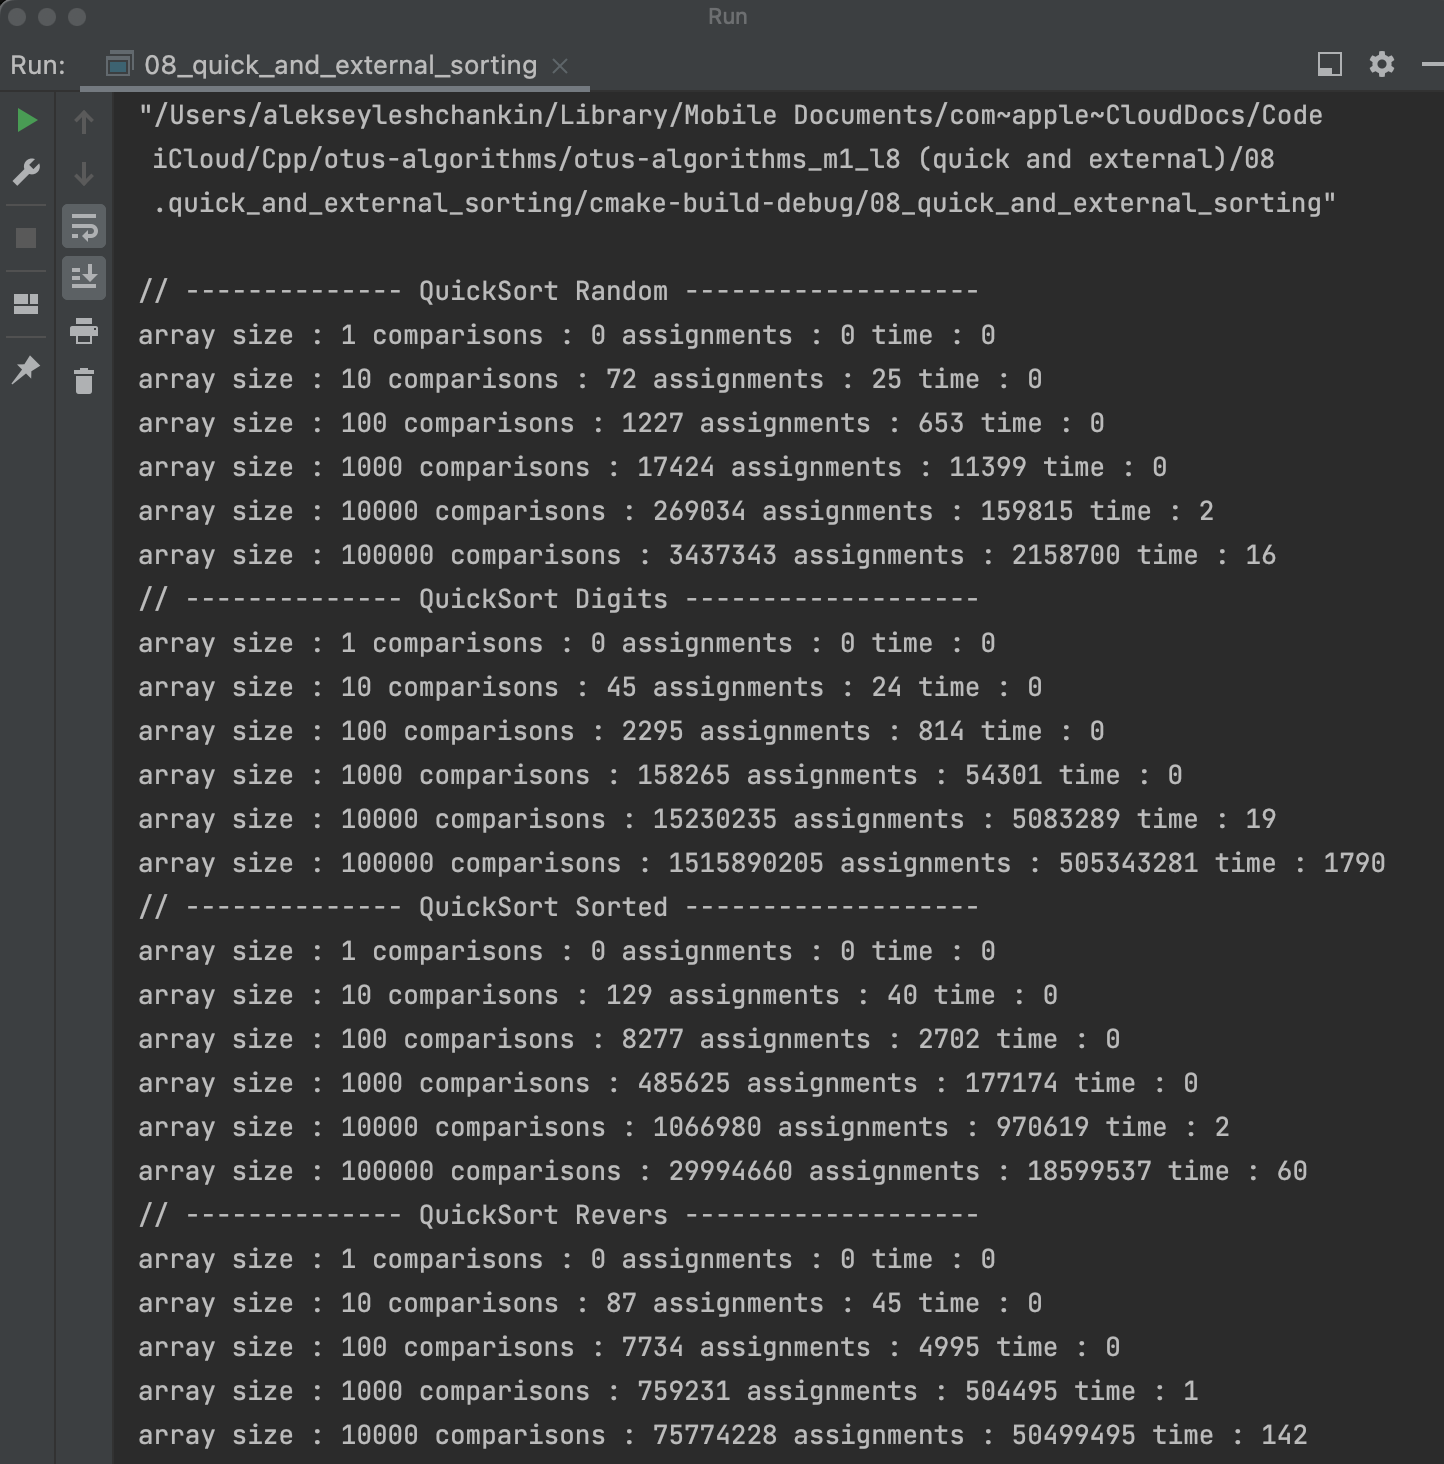 Run
Run: 08_quick_and_external_sorting
"/Users/alekseyleshchankin/Library/Mobile Documents/com~apple~CloudDocs/Code
iCloud/Cpp/otus-algorithms/otus-algorithms_m1_l8 (quick and external)/08
.quick_and_external_sorting/cmake-build-debug/08_quick_and_external_sorting"
// -------------- QuickSort Random -------------------
array size : 1 comparisons : 0 assignments : 0 time : 0
array size : 10 comparisons : 72 assignments : 25 time : 0
array size : 100 comparisons : 1227 assignments : 653 time : 0
array size : 1000 comparisons : 17424 assignments : 11399 time : 0
array size : 10000 comparisons : 269034 assignments : 159815 time : 2
array size : 100000 comparisons : 3437343 assignments : 2158700 time : 16
// -------------- QuickSort Digits -------------------
array size : 1 comparisons : 0 assignments : 0 time : 0
array size : 10 comparisons : 45 assignments : 24 time : 0
array size : 100 comparisons : 2295 assignments : 814 time : 0
array size : 1000 comparisons : 158265 assignments : 54301 time : 0
array size : 10000 comparisons : 15230235 assignments : 5083289 time : 19
array size : 100000 comparisons : 1515890205 assignments : 505343281 time : 1790
// -------------- QuickSort Sorted -------------------
array size : 1 comparisons : 0 assignments : 0 time : 0
array size : 10 comparisons : 129 assignments : 40 time : 0
array size : 100 comparisons : 8277 assignments : 2702 time : 0
array size : 1000 comparisons : 485625 assignments : 177174 time : 0
array size : 10000 comparisons : 1066980 assignments : 970619 time : 2
array size : 100000 comparisons : 29994660 assignments : 18599537 time : 60
// -------------- QuickSort Revers -------------------
array size : 1 comparisons : 0 assignments : 0 time : 0
array size : 10 comparisons : 87 assignments : 45 time : 0
array size : 100 comparisons : 7734 assignments : 4995 time : 0
array size : 1000 comparisons : 759231 assignments : 504495 time : 1
array size : 10000 comparisons : 75774228 assignments : 50499495 time : 142